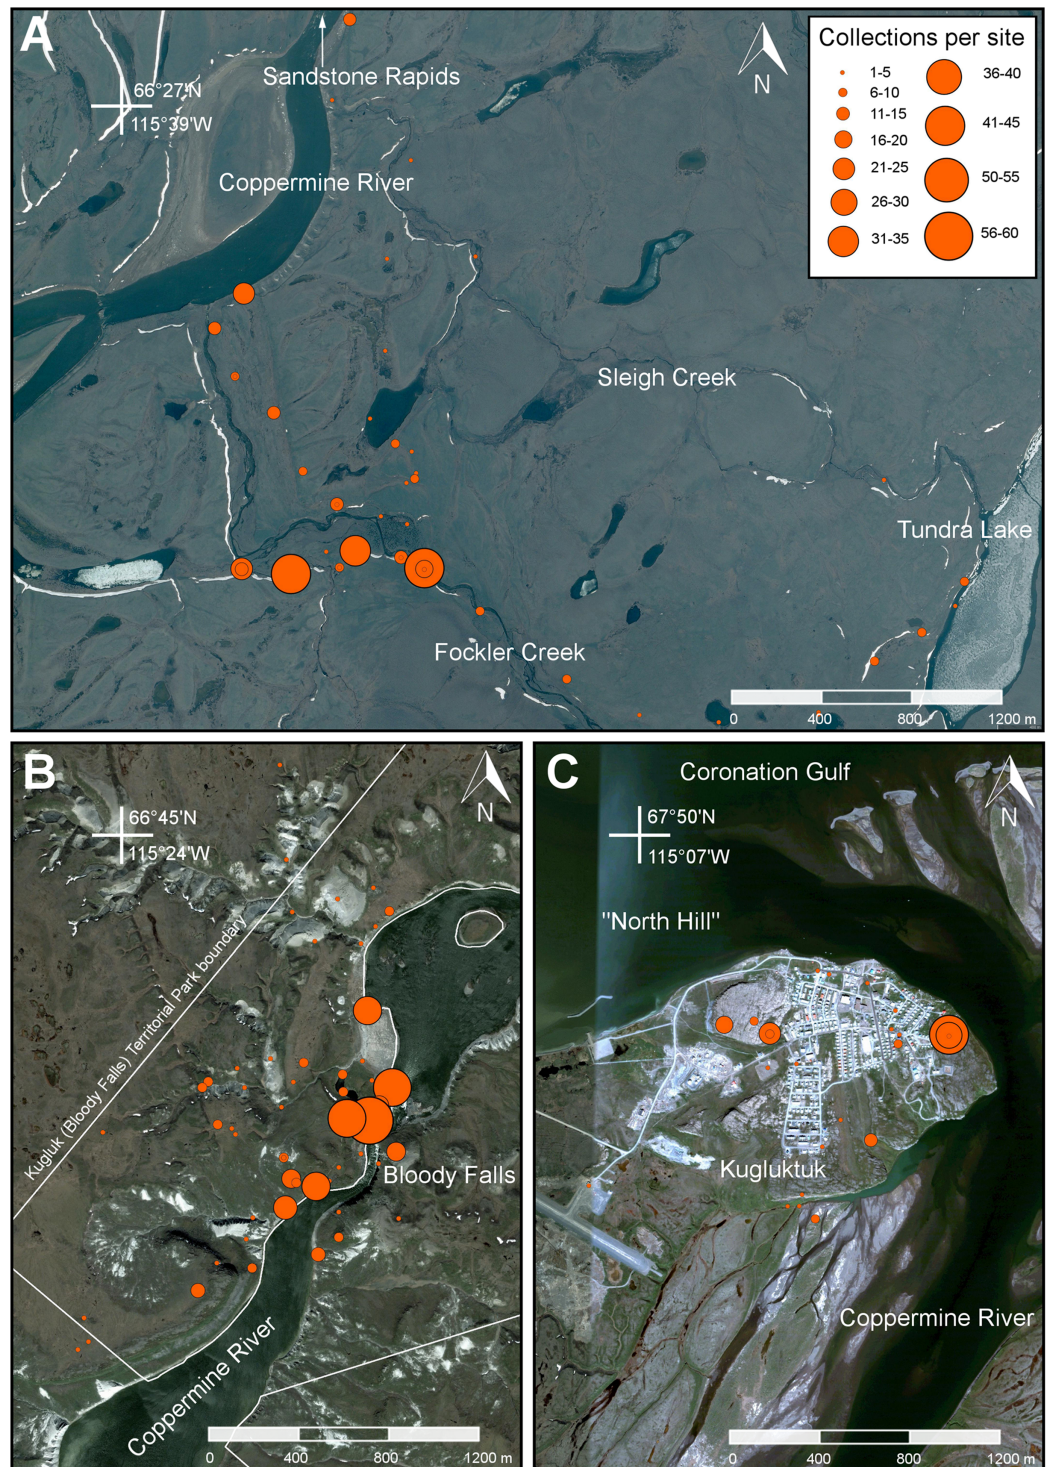 A
Sandstone Rapids
N
66°27'N
115°39'W
Coppermine River
Collections per site
1-5
6-10
11-15
16-20
21-25
26-30
31-35
36-40
41-45
50-55
56-60
Sleigh Creek
Tundra Lake
Fockler Creek
0 400 800 1200 m
B
N
66°45'N
115°24'W
Kugluk (Bloody Falls) Territorial Park boundary
Bloody Falls
Coppermine River
0 400 800 1200 m
C
Coronation Gulf
N
67°50'N
115°07'W
"North Hill"
Kugluktuk
Coppermine River
0 400 800 1200 m